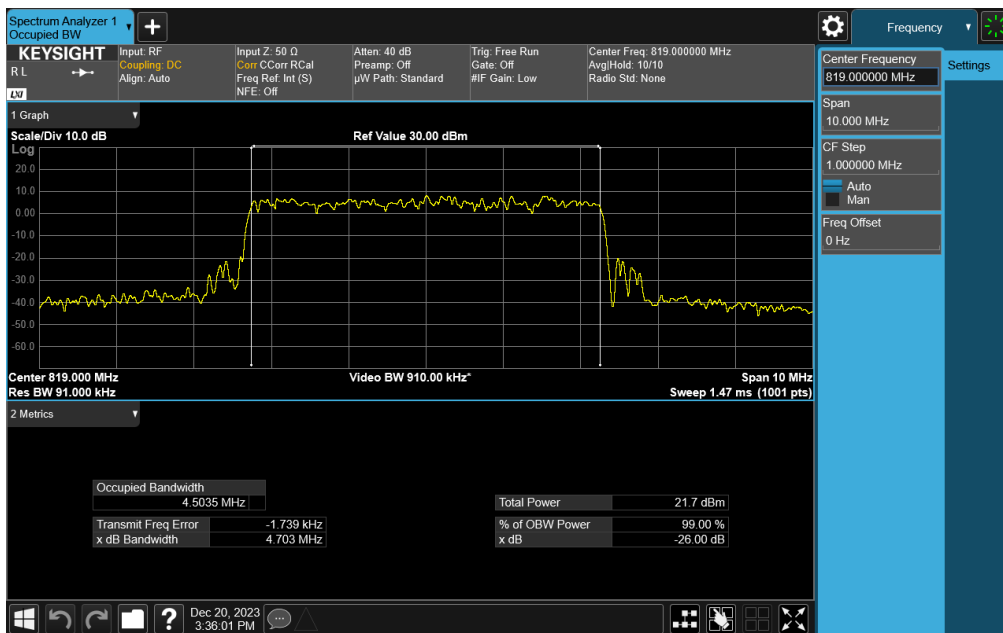 Spectrum Analyzer 1
Occupied BW
Frequency
KEYSIGHT
R L
LXI
Input: RF
Coupling: DC
Align: Auto
Input Z: 50 Ω
Corr CCorr RCal
Freq Ref: Int (S)
NFE: Off
Atten: 40 dB
Preamp: Off
µW Path: Standard
Trig: Free Run
Gate: Off
#IF Gain: Low
Center Freq: 819.000000 MHz
Avg|Hold: 10/10
Radio Std: None
Center Frequency
819.000000 MHz
Settings
Span
10.000 MHz
CF Step
1.000000 MHz
Auto
Man
Freq Offset
0 Hz
1 Graph
Scale/Div 10.0 dB
Ref Value 30.00 dBm
Log
20.0
10.0
0.00
-10.0
-20.0
-30.0
-40.0
-50.0
-60.0
Center 819.000 MHz
Video BW 910.00 kHz*
Span 10 MHz
Res BW 91.000 kHz
Sweep 1.47 ms (1001 pts)
2 Metrics
Occupied Bandwidth
4.5035 MHz
Total Power 21.7 dBm
Transmit Freq Error -1.739 kHz
% of OBW Power 99.00 %
x dB Bandwidth 4.703 MHz
x dB -26.00 dB
Dec 20, 2023
3:36:01 PM